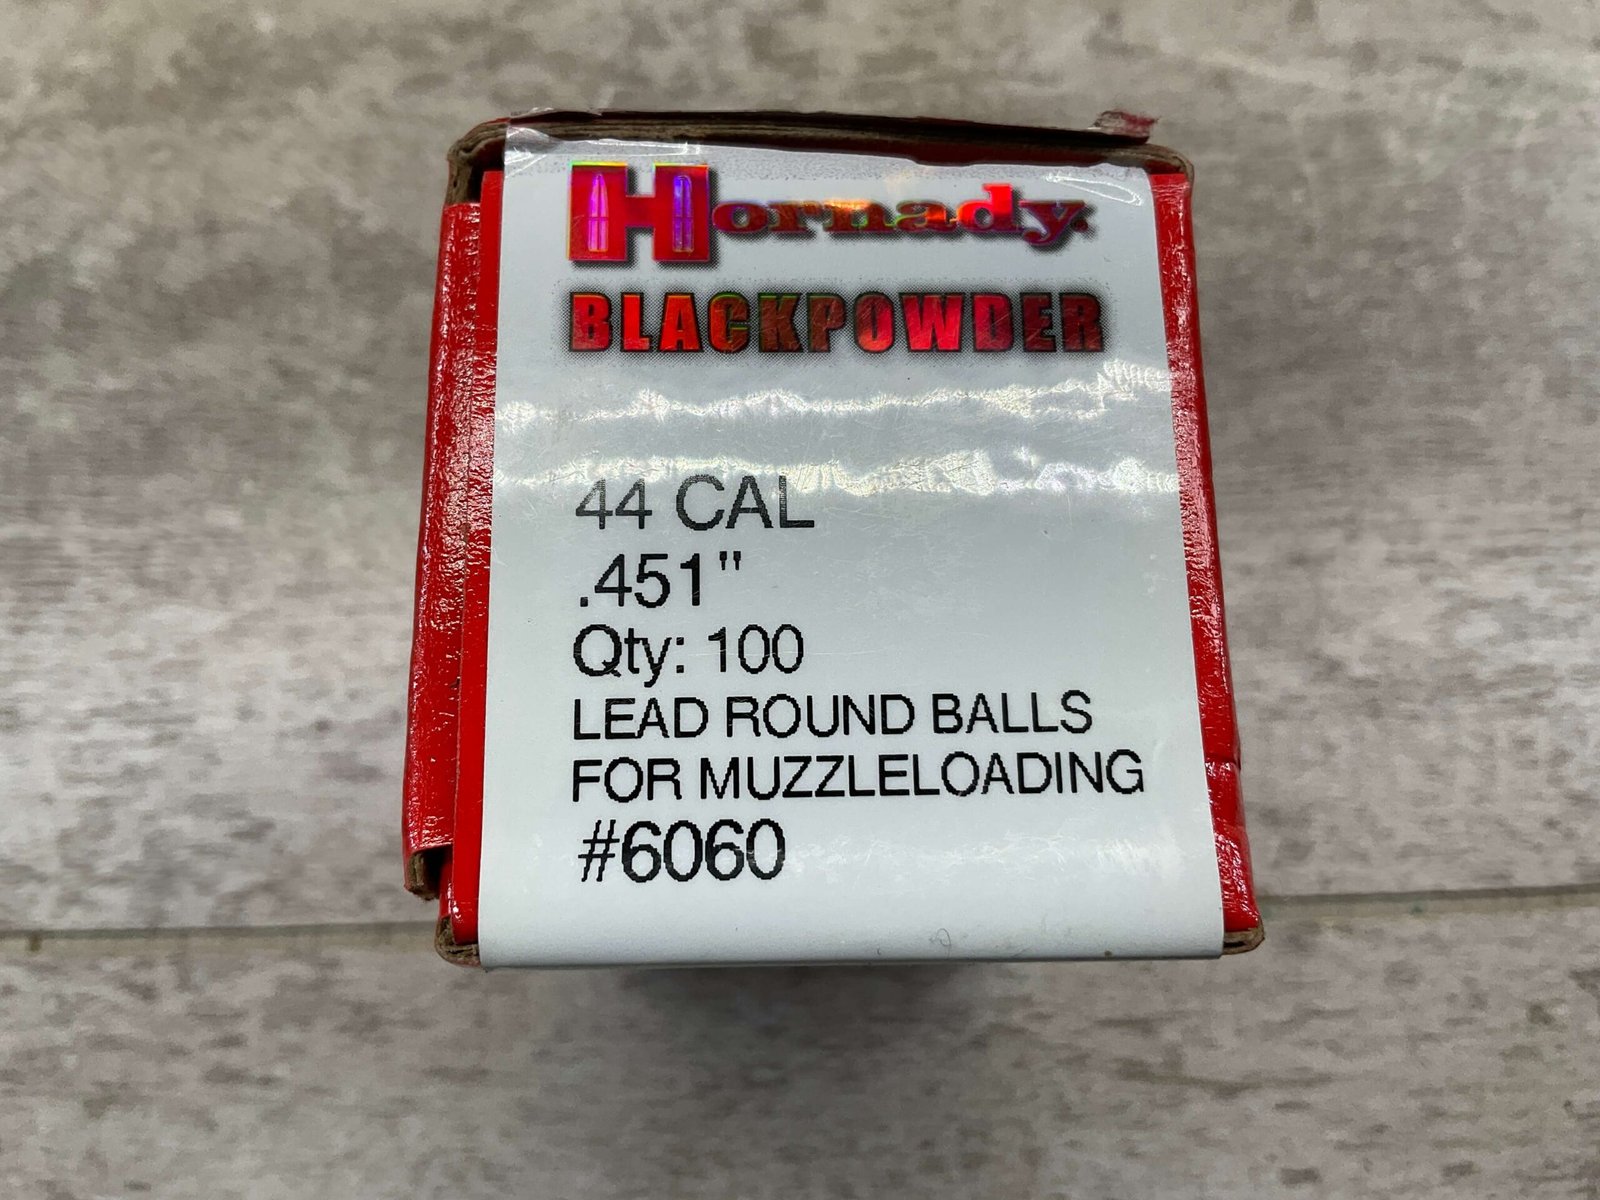 Hornady
BLACKPOWDER
44 CAL
.451"
Qty: 100
LEAD ROUND BALLS
FOR MUZZLELOADING
#6060